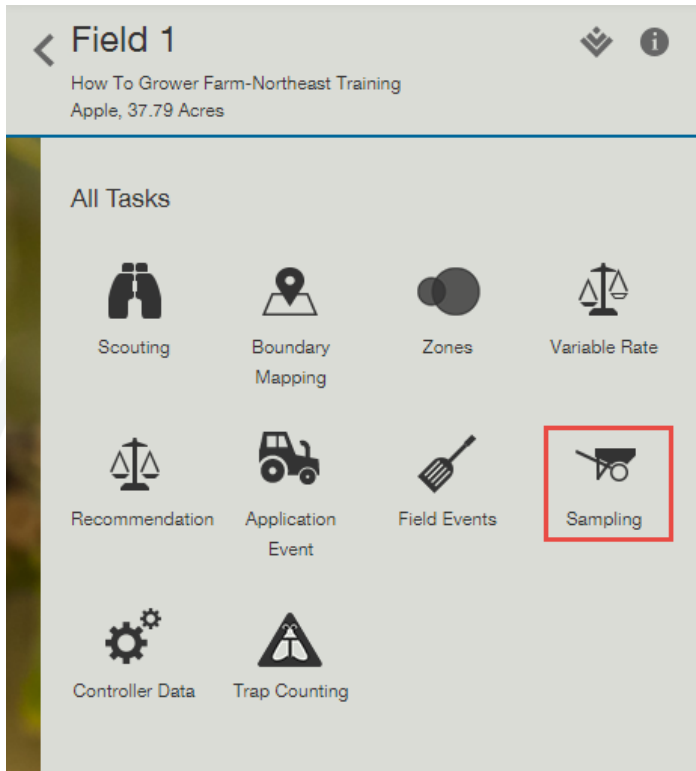 Field 1
How To Grower Farm-Northeast Training
Apple, 37.79 Acres
All Tasks
Scouting
Boundary
Mapping
Zones
Variable Rate
Recommendation
Application
Event
Field Events
Sampling
Controller Data
Trap Counting